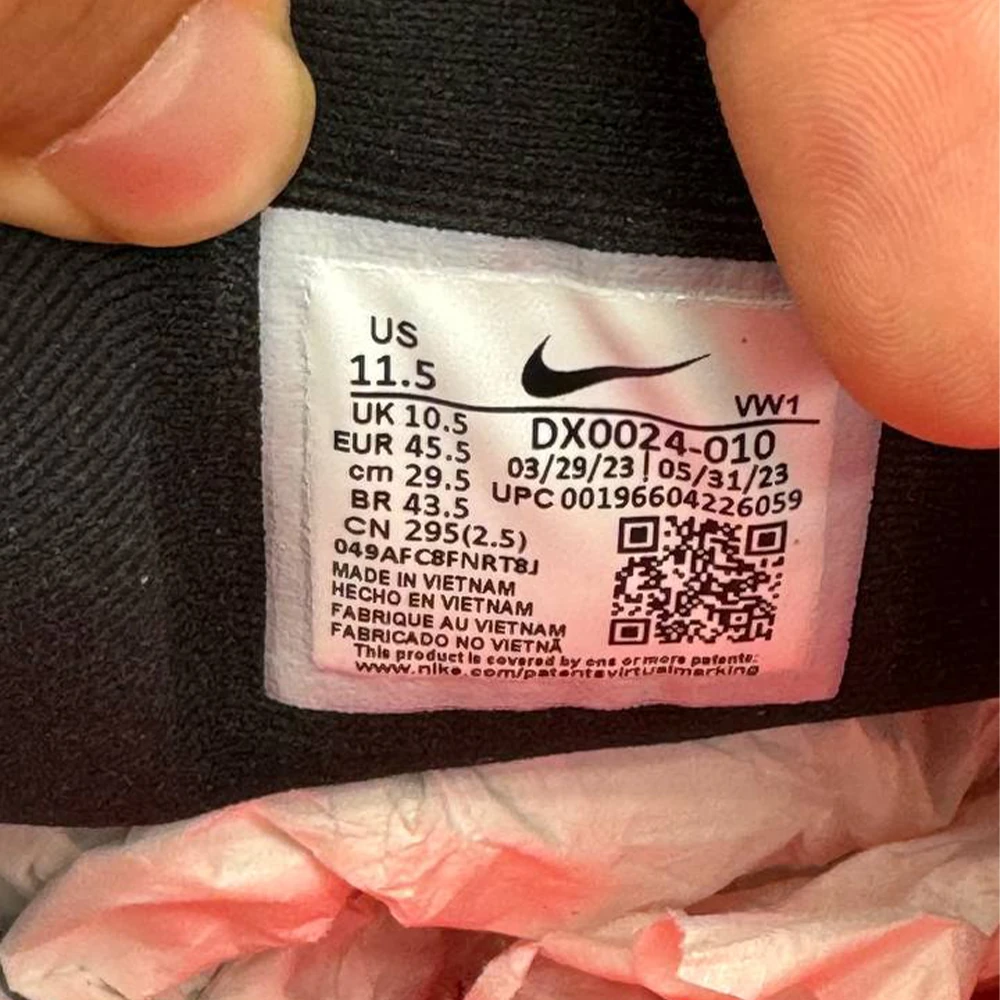 US
11.5
VW1
UK 10.5
DX0024-010
EUR 45.5
03/29/23 | 05/31/23
cm 29.5
UPC 00196604226059
BR 43.5
CN 295(2.5)
049AFC8FNRT8J
MADE IN VIETNAM
HECHO EN VIETNAM
FABRIQUE AU VIETNAM
FABRICADO NO VIETNÃ
This product is covered by one or more patents:
www.nike.com/patentsvirtualmarking